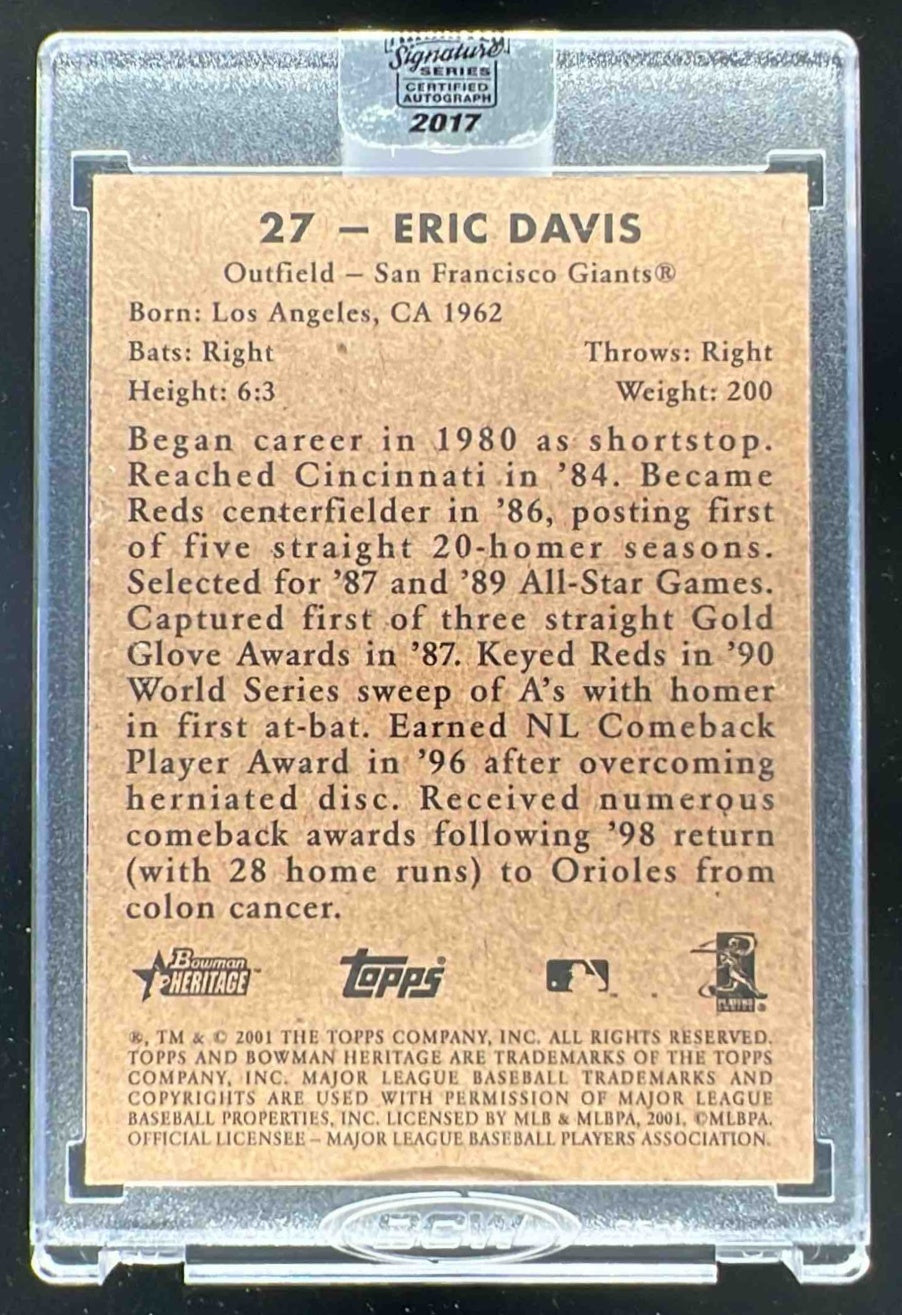 Signature
SERIES
CERTIFIED
AUTOGRAPH
2017
27 – ERIC DAVIS
Outfield – San Francisco Giants®
Born: Los Angeles, CA 1962
Bats: Right Throws: Right
Height: 6:3 Weight: 200
Began career in 1980 as shortstop.
Reached Cincinnati in ’84. Became
Reds centerfielder in ’86, posting first
of five straight 20-homer seasons.
Selected for ’87 and ’89 All-Star Games.
Captured first of three straight Gold
Glove Awards in ’87. Keyed Reds in ’90
World Series sweep of A’s with homer
in first at-bat. Earned NL Comeback
Player Award in ’96 after overcoming
herniated disc. Received numerous
comeback awards following ’98 return
(with 28 home runs) to Orioles from
colon cancer.
Bowman HERITAGE™ Topps
®, TM & © 2001 THE TOPPS COMPANY, INC. ALL RIGHTS RESERVED.
TOPPS AND BOWMAN HERITAGE ARE TRADEMARKS OF THE TOPPS
COMPANY, INC. MAJOR LEAGUE BASEBALL TRADEMARKS AND
COPYRIGHTS ARE USED WITH PERMISSION OF MAJOR LEAGUE
BASEBALL PROPERTIES, INC. LICENSED BY MLB & MLBPA, 2001. ©MLBPA.
OFFICIAL LICENSEE – MAJOR LEAGUE BASEBALL PLAYERS ASSOCIATION.